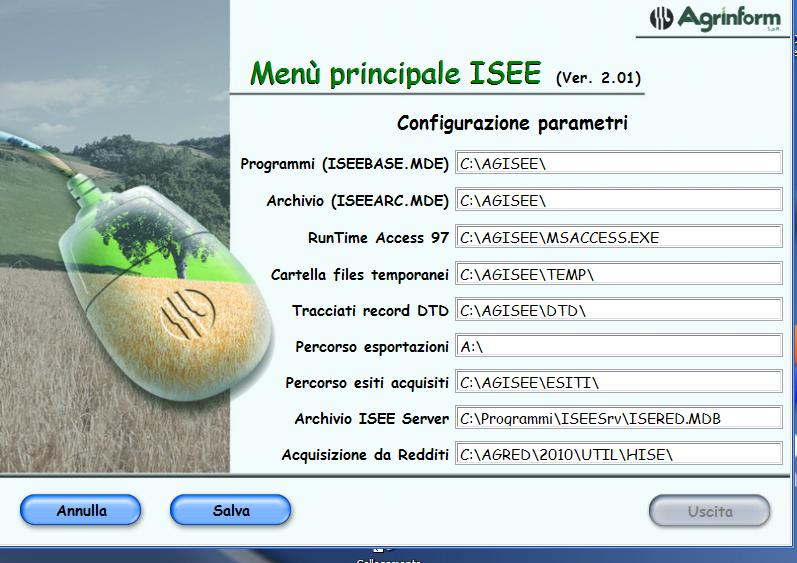 Agrinform
S.p.A.
Menù principale ISEE (Ver. 2.01)
Configurazione parametri
Programmi (ISEEBASE.MDE) C:\AGISEE\
Archivio (ISEEARC.MDE) C:\AGISEE\
RunTime Access 97 C:\AGISEE\MSACCESS.EXE
Cartella files temporanei C:\AGISEE\TEMP\
Tracciati record DTD C:\AGISEE\DTD\
Percorso esportazioni A:\
Percorso esiti acquisiti C:\AGISEE\ESITI\
Archivio ISEE Server C:\Programmi\ISEESrv\ISERED.MDB
Acquisizione da Redditi C:\AGRED\2010\UTIL\HISE\
Annulla Salva Uscita